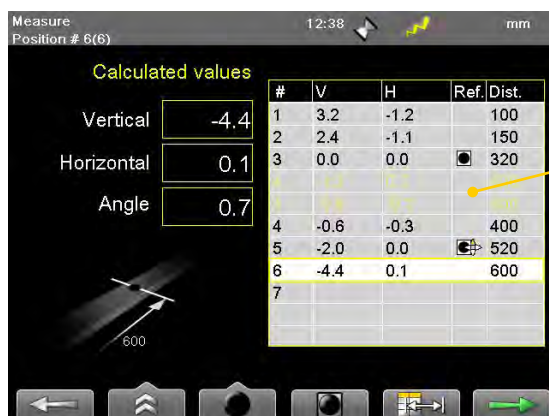 Measure 12:38 mm
Position # 6(6)
Calculated values
Vertical -4.4
Horizontal 0.1
Angle 0.7
600
# V H Ref. Dist.
1 3.2 -1.2 100
2 2.4 -1.1 150
3 0.0 0.0 320
4 -0.6 -0.3 400
5 -2.0 0.0 520
6 -4.4 0.1 600
7